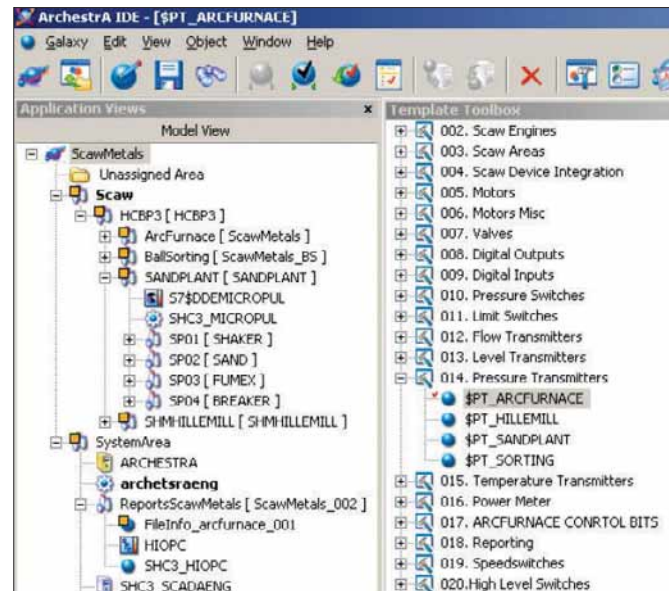 ArchestrA IDE - [$PT_ARCFURNACE]
Galaxy Edit View Object Window Help
Application Views x
Model View
ScawMetals
Unassigned Area
Scaw
HCBP3 [ HCBP3 ]
ArcFurnace [ ScawMetals ]
BallSorting [ ScawMetals_BS ]
SANDPLANT [ SANDPLANT ]
S7$DDEMICROPUL
SHC3_MICROPUL
SP01 [ SHAKER ]
SP02 [ SAND ]
SP03 [ FUMEX ]
SP04 [ BREAKER ]
SHMHILLEMILL [ SHMHILLEMILL ]
SystemArea
ARCHESTRA
archetsraeng
ReportsScawMetals [ ScawMetals_002 ]
FileInfo_arcfurnace_001
HIOPC
SHC3_HIOPC
SHC3_SCADAENG
Template Toolbox
002. Scaw Engines
003. Scaw Areas
004. Scaw Device Integration
005. Motors
006. Motors Misc
007. Valves
008. Digital Outputs
009. Digital Inputs
010. Pressure Switches
011. Limit Switches
012. Flow Transmitters
013. Level Transmitters
014. Pressure Transmitters
$PT_ARCFURNACE
$PT_HILLEMILL
$PT_SANDPLANT
$PT_SORTING
015. Temperature Transmitters
016. Power Meter
017. ARCFURNACE CONRTOL BITS
018. Reporting
019. Speedswitches
020.High Level Switches